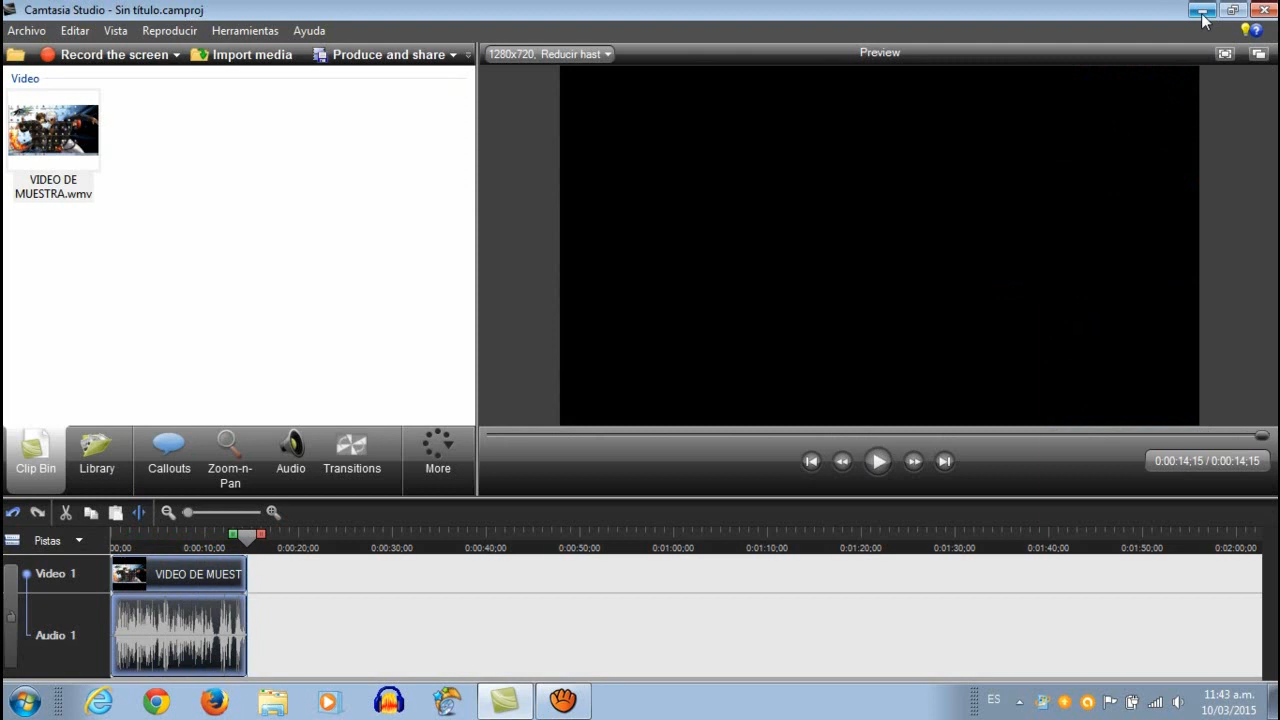 Camtasia Studio - Sin título.camproj
Archivo Editar Vista Reproducir Herramientas Ayuda
Record the screen Import media Produce and share
1280x720, Reducir hast
Preview
Video
VIDEO DE
MUESTRA.wmv
Clip Bin Library Callouts Zoom-n-
Pan Audio Transitions More
0:00:14;15 / 0:00:14;15
Pistas
00;00 0:00:10;00 0:00:20;00 0:00:30;00 0:00:40;00 0:00:50;00 0:01:00;00 0:01:10;00 0:01:20;00 0:01:30;00 0:01:40;00 0:01:50;00 0:02:00;00
Video 1
VIDEO DE MUEST
Audio 1
ES
11:43 a.m.
10/03/2015